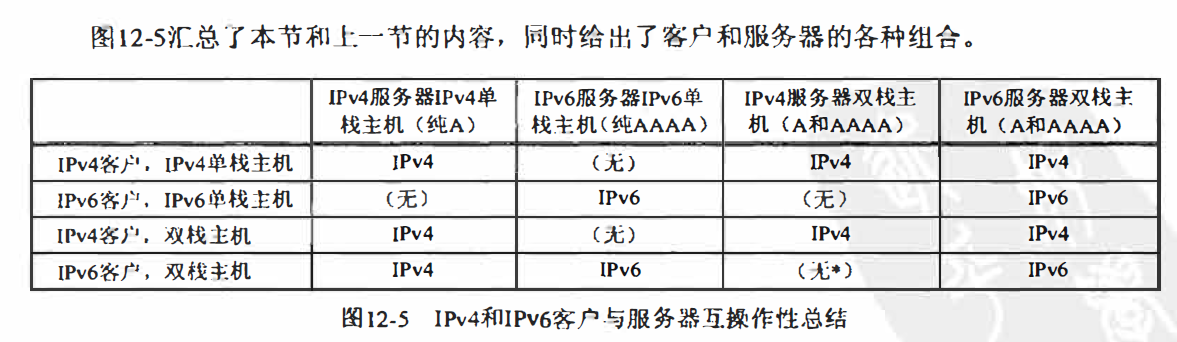 图12-5汇总了本节和上一节的内容，同时给出了客户和服务器的各种组合。
IPv4服务器IPv4单栈主机（纯A） IPv6服务器IPv6单栈主机（纯AAAA） IPv4服务器双栈主机（A和AAAA） IPv6服务器双栈主机（A和AAAA）
IPv4客户，IPv4单栈主机 IPv4 （无） IPv4 IPv4
IPv6客户，IPv6单栈主机 （无） IPv6 （无） IPv6
IPv4客户，双栈主机 IPv4 （无） IPv4 IPv4
IPv6客户，双栈主机 IPv4 IPv6 （无*） IPv6
图12-5 IPv4和IPv6客户与服务器互操作性总结